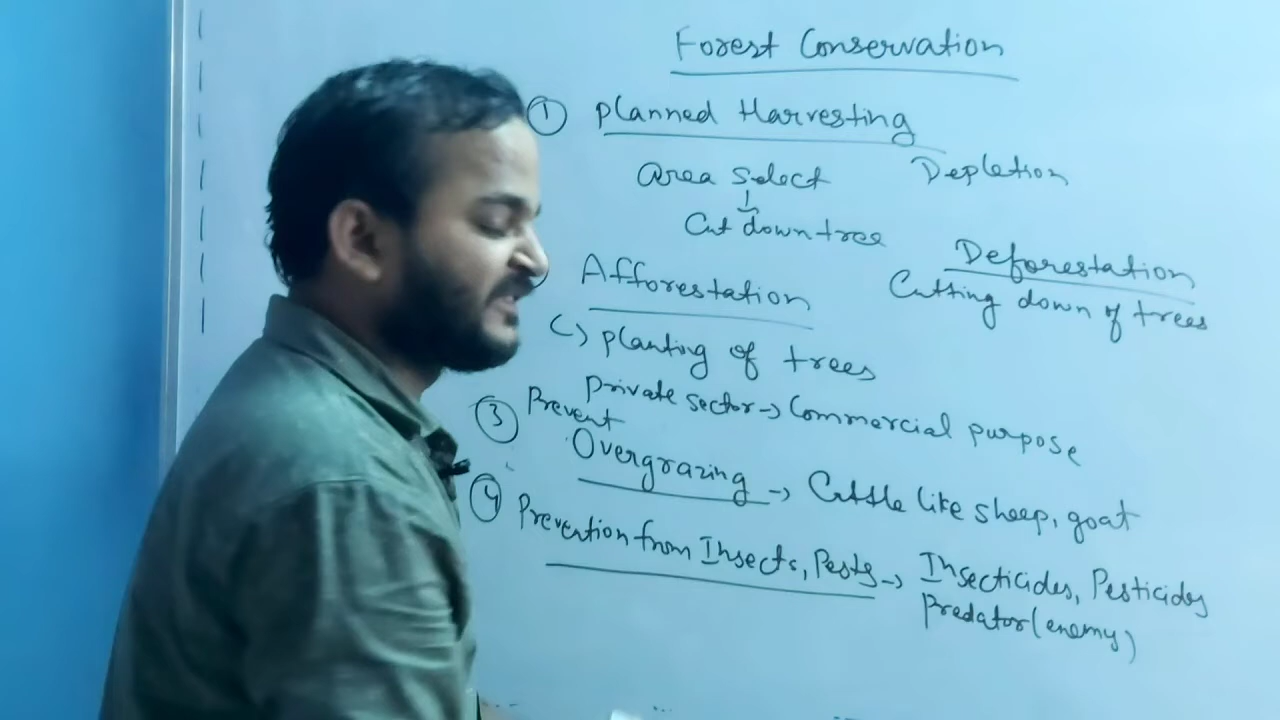 Forest Conservation
① Planned Harvesting
Area select Depletion
↓
Cut down tree
Deforestation
Cutting down of trees
Afforestation
↳ planting of trees
Private sector → Commercial purpose
③ Prevent
Overgrazing → Cattle like sheep, goat
④ Prevention from Insects, Pests → Insecticides, Pesticides
Predator (enemy)